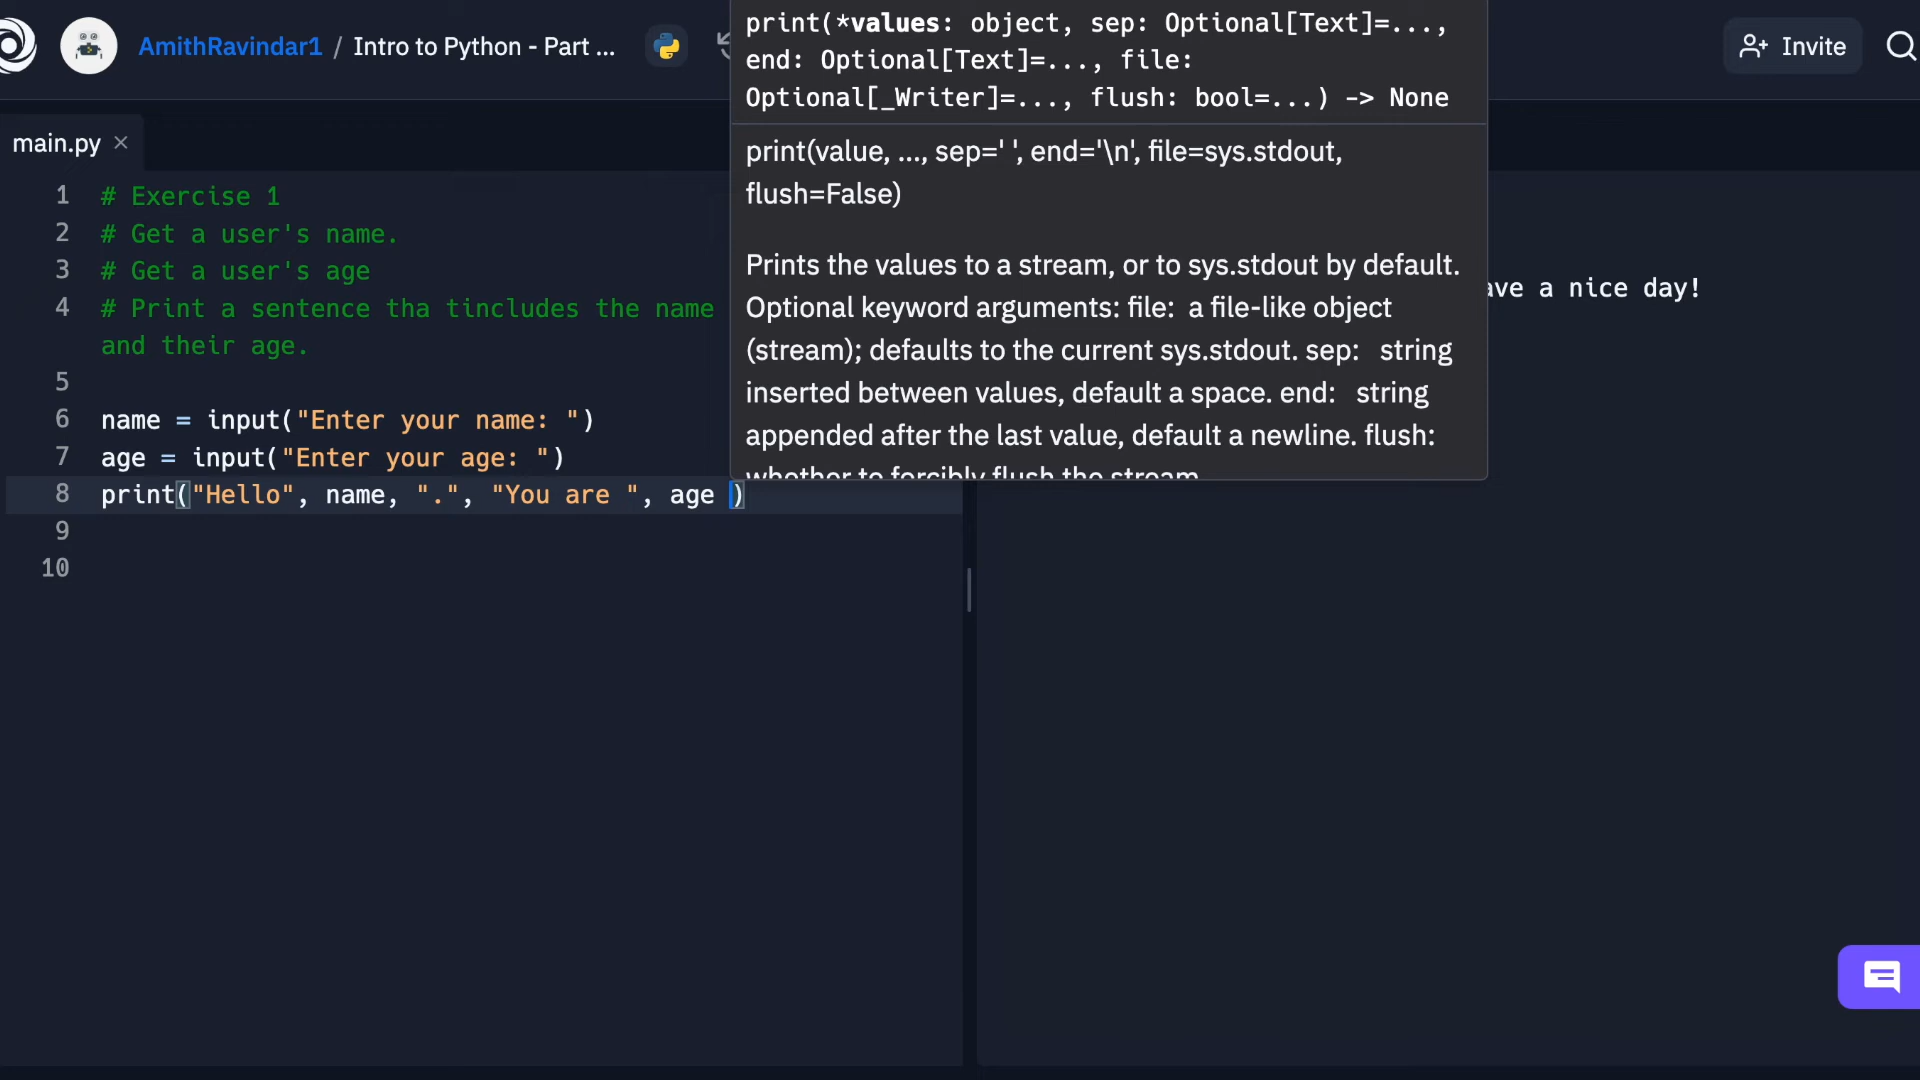 AmithRavindar1 / Intro to Python - Part ...
Invite
main.py ×
print(*values: object, sep: Optional[Text]=...,
end: Optional[Text]=..., file:
Optional[_Writer]=..., flush: bool=...) -> None
print(value, ..., sep=' ', end='\n', file=sys.stdout,
flush=False)
Prints the values to a stream, or to sys.stdout by default.
Optional keyword arguments: file: a file-like object
(stream); defaults to the current sys.stdout. sep: string
inserted between values, default a space. end: string
appended after the last value, default a newline. flush:
whether to forcibly flush the stream.
1 # Exercise 1
2 # Get a user's name.
3 # Get a user's age
4 # Print a sentence tha tincludes the name
and their age.
5
6 name = input("Enter your name: ")
7 age = input("Enter your age: ")
8 print("Hello", name, ".", "You are ", age )
9
10
ave a nice day!